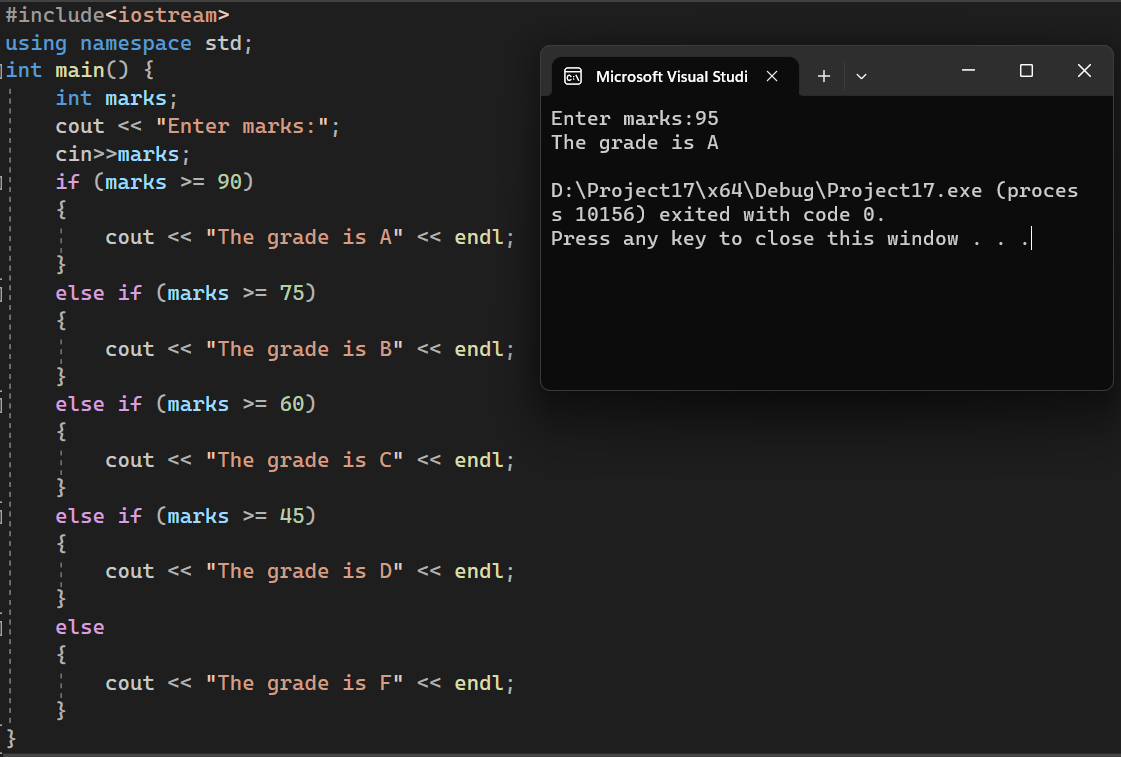 #include<iostream>
using namespace std;
int main() {
    int marks;
    cout << "Enter marks:";
    cin>>marks;
    if (marks >= 90)
    {
        cout << "The grade is A" << endl;
    }
    else if (marks >= 75)
    {
        cout << "The grade is B" << endl;
    }
    else if (marks >= 60)
    {
        cout << "The grade is C" << endl;
    }
    else if (marks >= 45)
    {
        cout << "The grade is D" << endl;
    }
    else
    {
        cout << "The grade is F" << endl;
    }
}
Microsoft Visual Studi
Enter marks:95
The grade is A
D:\Project17\x64\Debug\Project17.exe (proces
s 10156) exited with code 0.
Press any key to close this window . . .